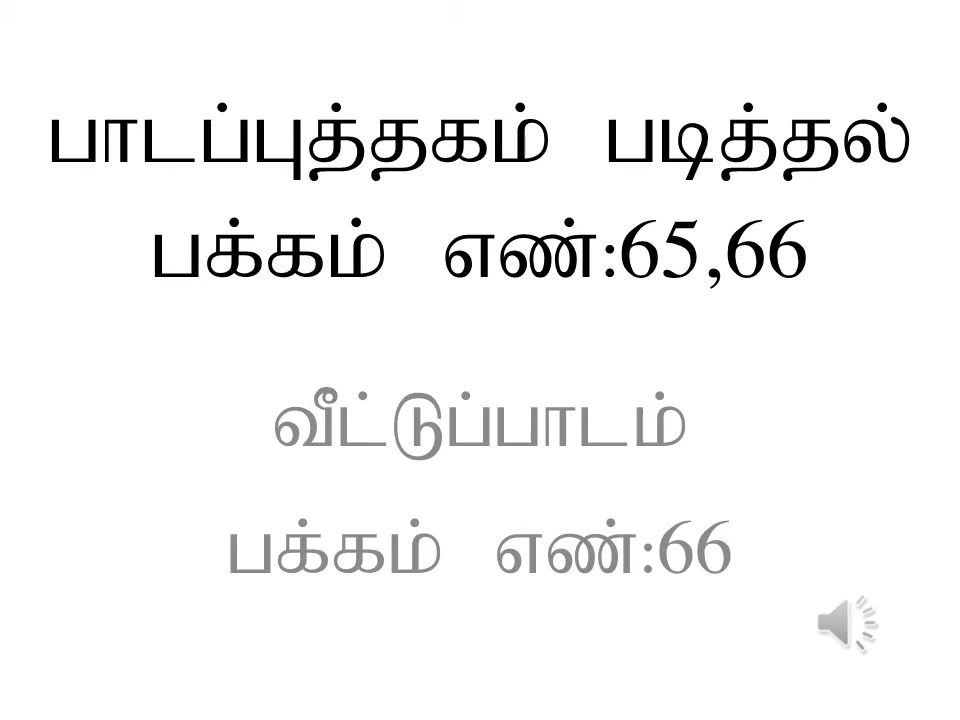 பாடப்புத்தகம் படித்தல்
பக்கம் எண்:65,66
வீட்டுப்பாடம்
பக்கம் எண்:66